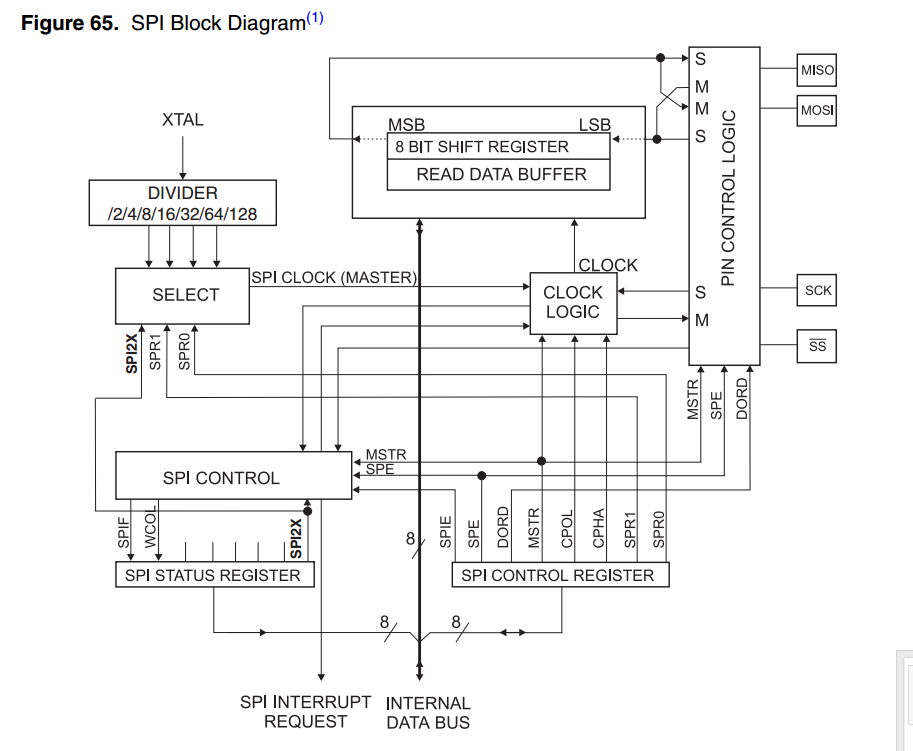 Figure 65. SPI Block Diagram(1)
S
MISO
M
M
MOSI
XTAL
MSB
LSB
S
8 BIT SHIFT REGISTER
READ DATA BUFFER
PIN CONTROL LOGIC
DIVIDER
/2/4/8/16/32/64/128
SPI CLOCK (MASTER)
CLOCK
SELECT
CLOCK
LOGIC
S
SCK
M
SPI2X
SPR1
SPR0
SS
MSTR
SPE
DORD
MSTR
SPE
SPI CONTROL
SPIF
WCOL
SPI2X
8
SPIE
SPE
DORD
MSTR
CPOL
CPHA
SPR1
SPR0
SPI STATUS REGISTER
SPI CONTROL REGISTER
8
8
SPI INTERRUPT
REQUEST
INTERNAL
DATA BUS